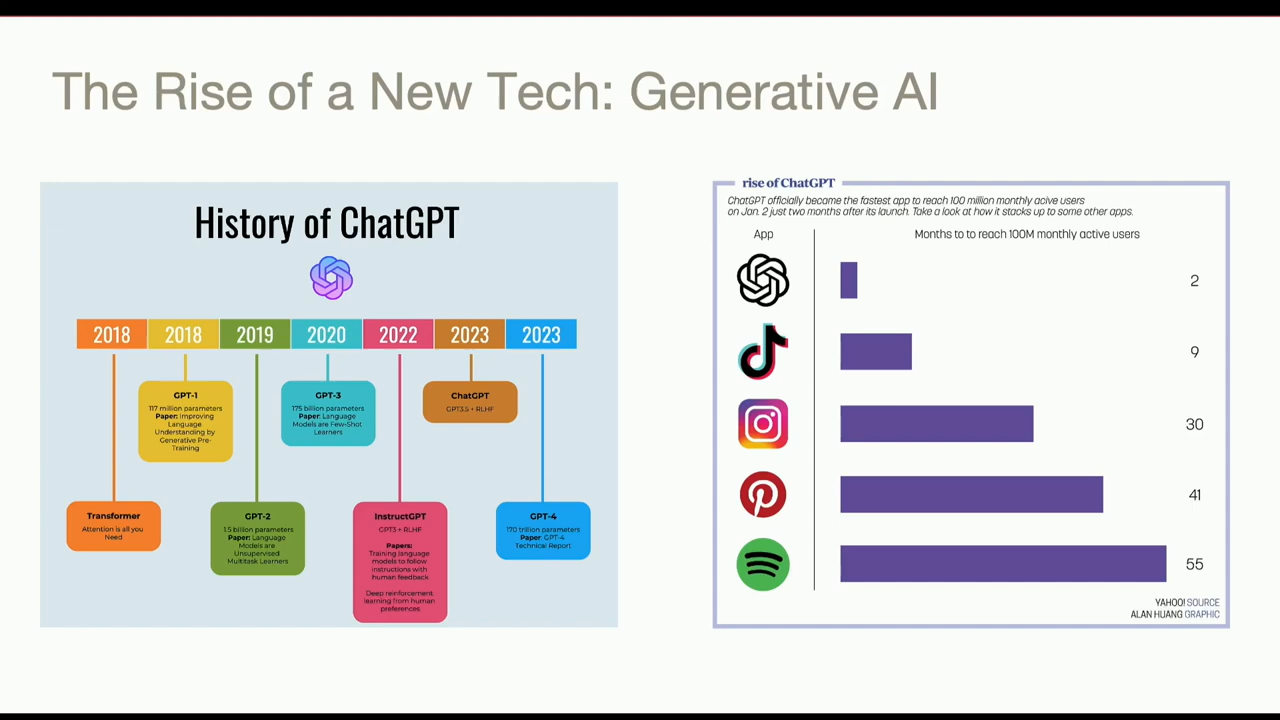 The Rise of a New Tech: Generative AI
History of ChatGPT
2018
2018
2019
2020
2022
2023
2023
GPT-1
117 million parameters
Paper: Improving
Language
Understanding by
Generative Pre-
Training
GPT-3
175 billion parameters
Paper: Language
Models are Few-Shot
Learners
ChatGPT
GPT3.5 + RLHF
Transformer
Attention is all you
Need
GPT-2
1.5 billion parameters
Paper: Language
Models are
Unsupervised
Multitask Learners
InstructGPT
GPT3 + RLHF
Papers:
Training language
models to follow
instructions with
human feedback
Deep reinforcement
learning from human
preferences
GPT-4
170 trillion parameters
Paper: GPT-4
Technical Report
rise of ChatGPT
ChatGPT officially became the fastest app to reach 100 million monthly acive users
on Jan. 2 just two months after its launch. Take a look at how it stacks up to some other apps.
App
Months to to reach 100M monthly active users
2
9
30
41
55
YAHOO! SOURCE
ALAN HUANG GRAPHIC